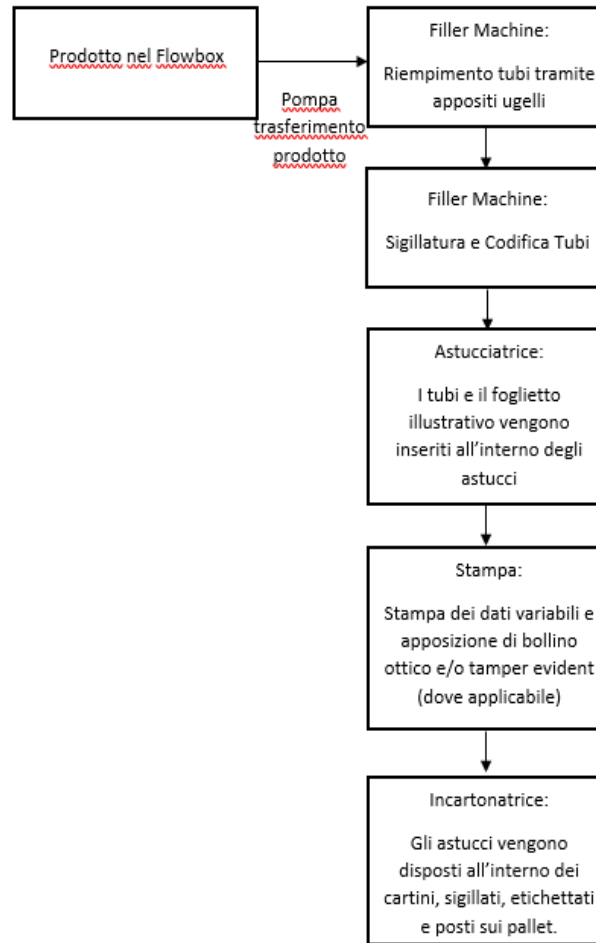 Prodotto nel Flowbox
Pompa
trasferimento
prodotto
Filler Machine:
Riempimento tubi tramite
appositi ugelli
Filler Machine:
Sigillatura e Codifica Tubi
Astucciatrice:
I tubi e il foglietto
illustrativo vengono
inseriti all’interno degli
astucci
Stampa:
Stampa dei dati variabili e
apposizione di bollino
ottico e/o tamper evident
(dove applicabile)
Incartonatrice:
Gli astucci vengono
disposti all’interno dei
cartini, sigillati, etichettati
e posti sui pallet.